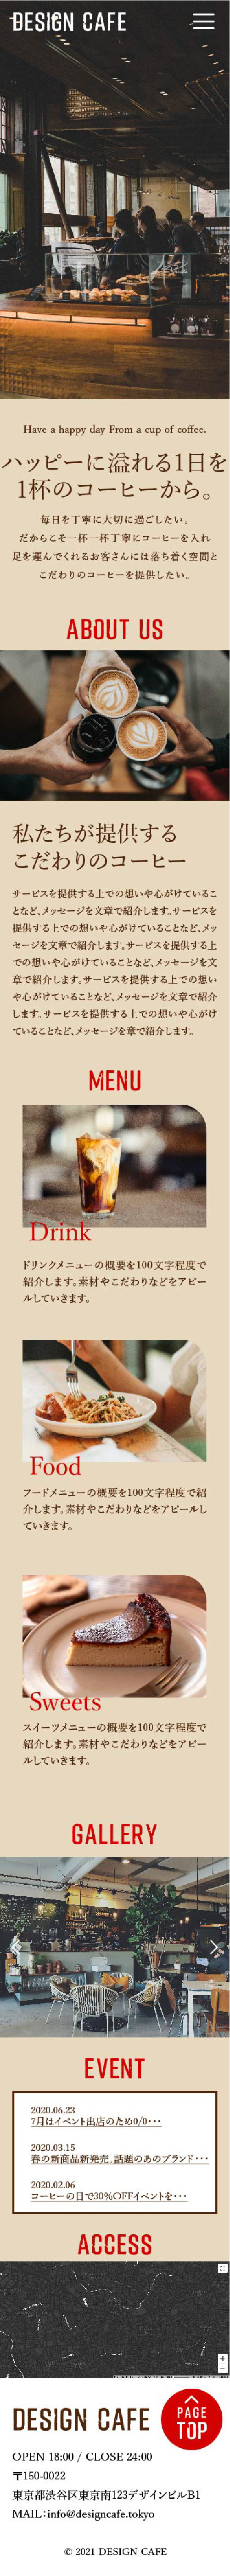 DESIGN CAFE
Have a happy day From a cup of coffee.
ハッピーに溢れる1日を
1杯のコーヒーから。
毎日を丁寧に大切に過ごしたい。
だからこそ一杯一杯丁寧にコーヒーを入れ
足を運んでくれるお客さんには落ち着く空間と
こだわりのコーヒーを提供したい。
ABOUT US
私たちが提供する
こだわりのコーヒー
サービスを提供する上での想いや心がけているこ
となど、メッセージを文章で紹介します。サービスを
提供する上での想いや心がけていることなど、メッ
セージを文章で紹介します。サービスを提供する上
での想いや心がけていることなど、メッセージを文
章で紹介します。サービスを提供する上での想い
や心がけていることなど、メッセージを文章で紹介
します。サービスを提供する上での想いや心がけ
ていることなど、メッセージを章で紹介します。
MENU
Drink
ドリンクメニューの概要を100文字程度で
紹介します。素材やこだわりなどをアピー
ルしていきます。
Food
フードメニューの概要を100文字程度で紹
介します。素材やこだわりなどをアピールし
ていきます。
Sweets
スイーツメニューの概要を100文字程度で
紹介します。素材やこだわりなどをアピー
ルしていきます。
GALLERY
EVENT
2020.06.23
7月はイベント出店のため0/0・・・
2020.03.15
春の新商品新発売。話題のあのブランド・・・
2020.02.06
コーヒーの日で30%OFFイベントを・・・
ACCESS
DESIGN CAFE
PAGE
TOP
OPEN 18:00 / CLOSE 24:00
〒150-0022
東京都渋谷区東京南123デザインビルB1
MAIL:info@designcafe.tokyo
© 2021 DESIGN CAFE